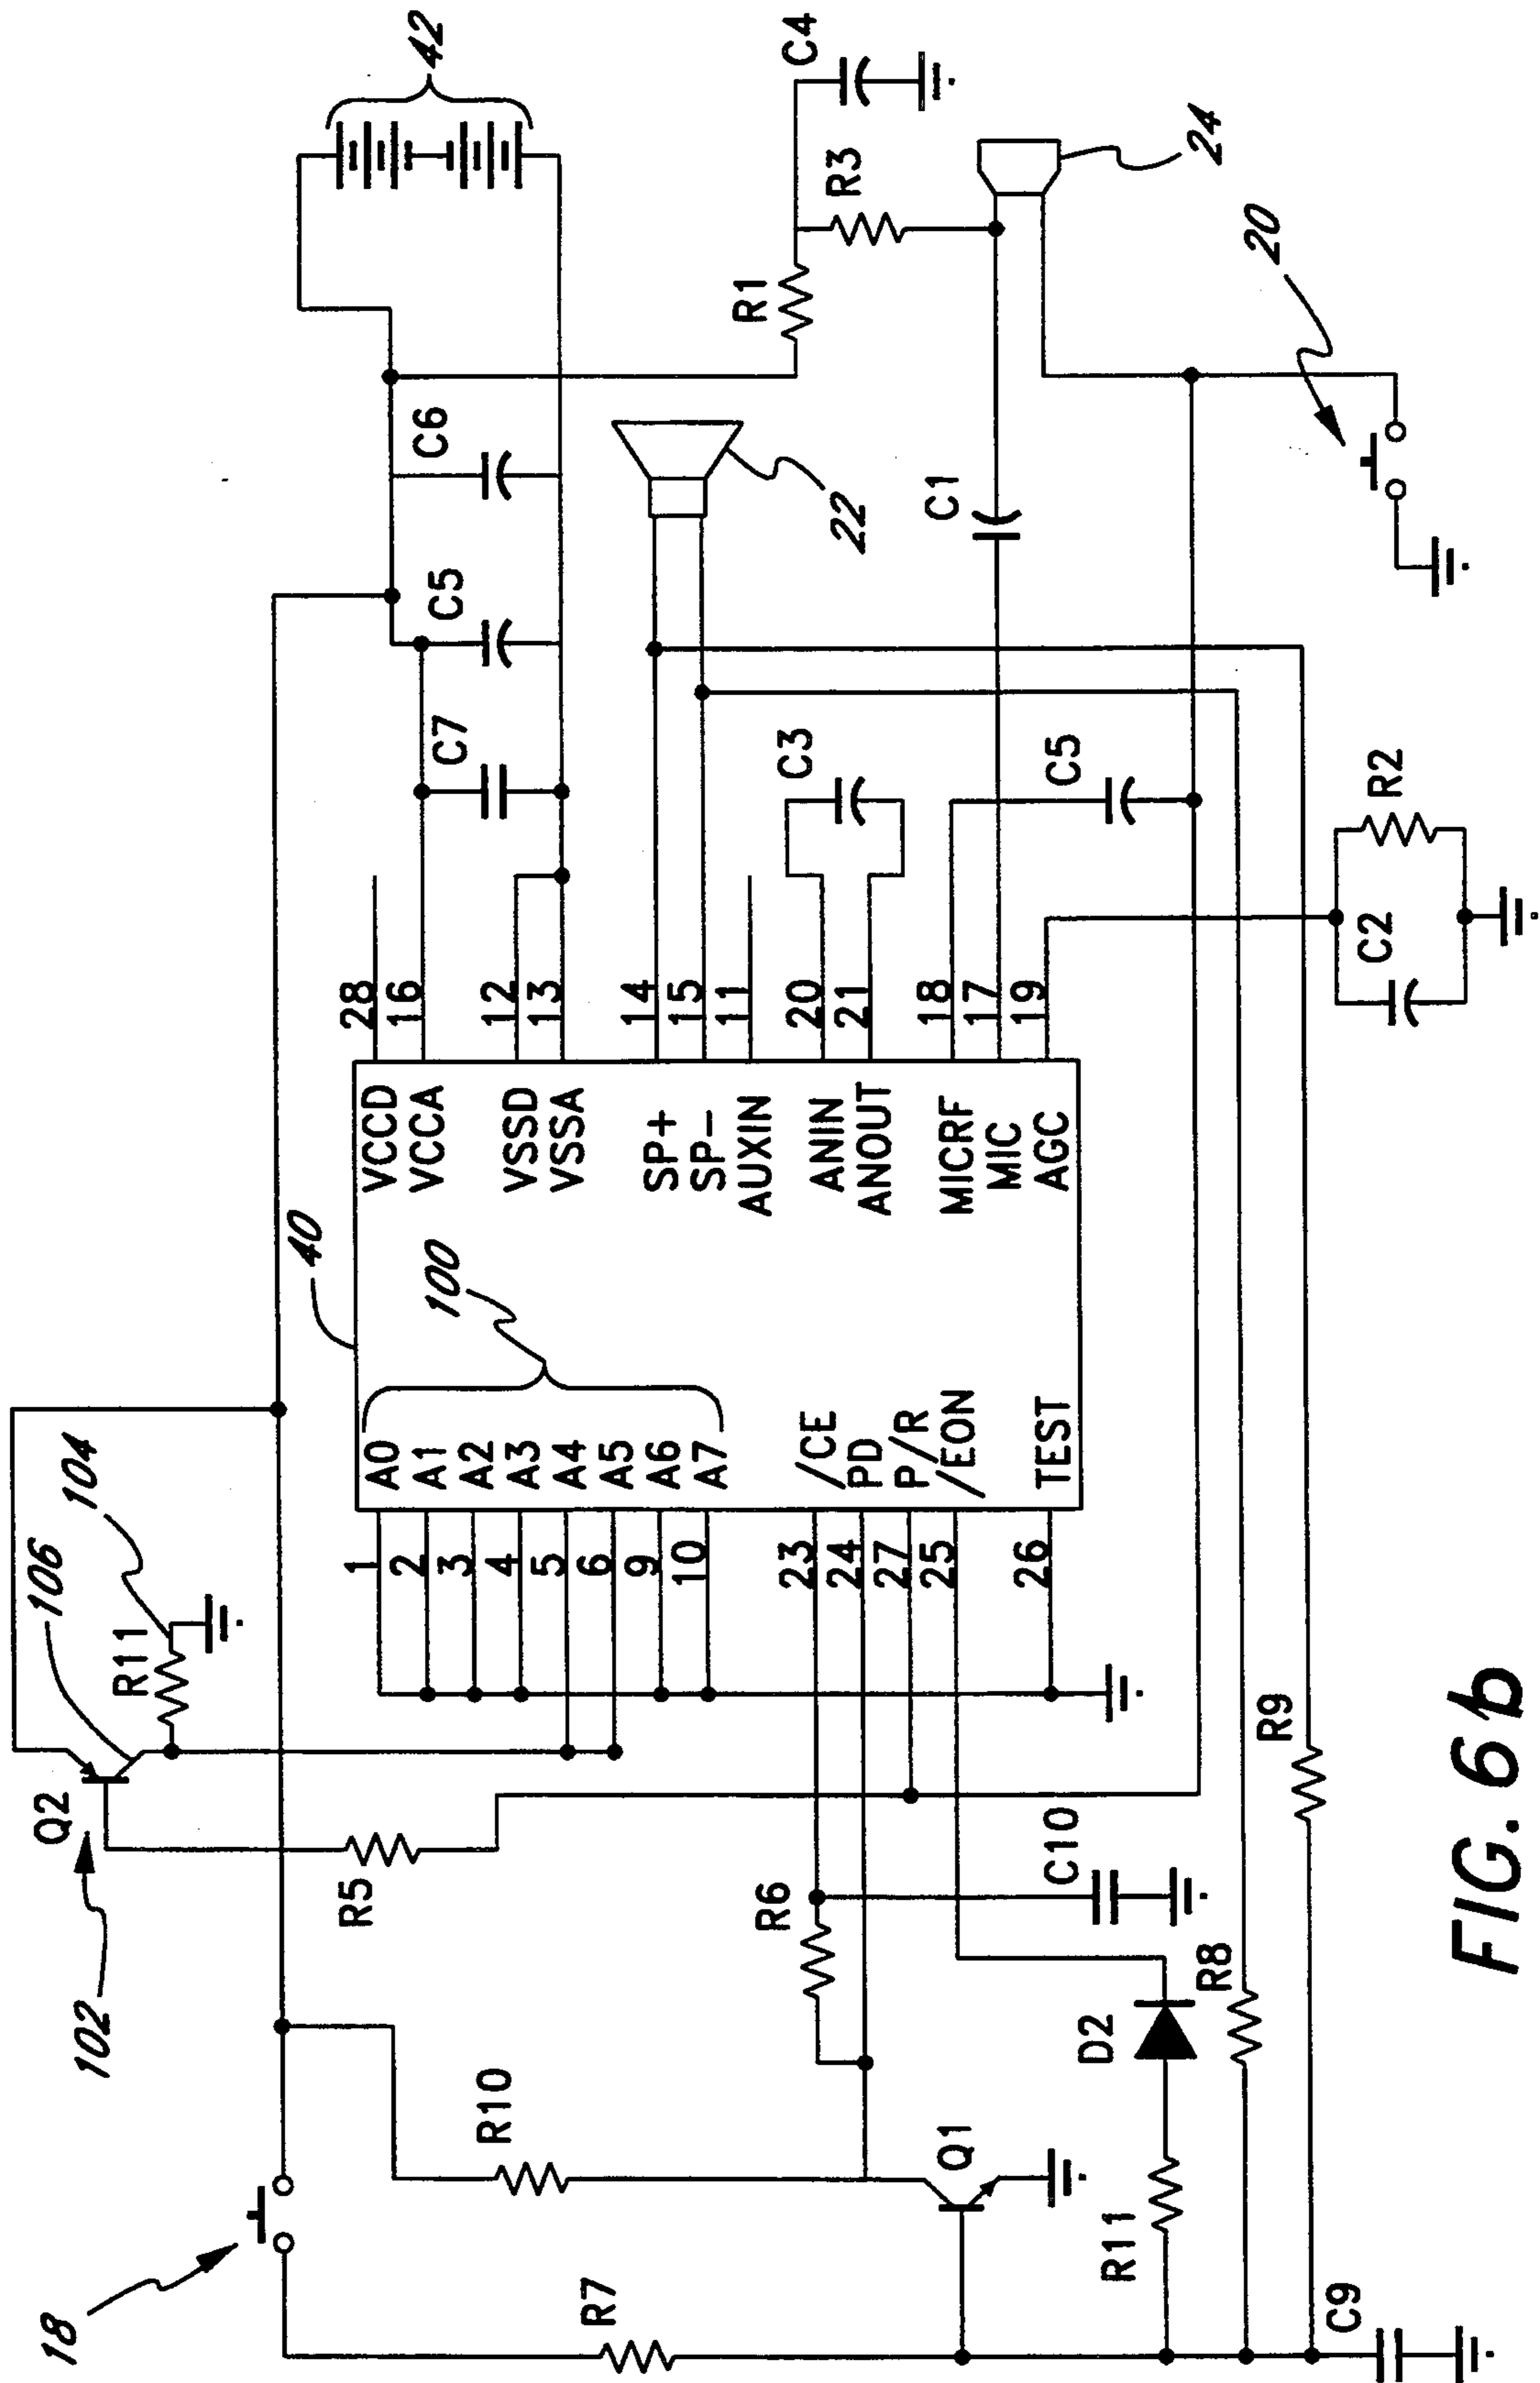 42
C4
R3
24
R1
20
C6
22
C1
C5
C7
C3
C5
R2
C2
28
16
12
13
14
15
11
20
21
18
17
19
VCCD
VCCA
VSSD
VSSA
SP+
SP-
AUXIN
ANIN
ANOUT
MICRF
MIC
AGC
40
100
A0
A1
A2
A3
A4
A5
A6
A7
/CE
PD
P/R
/EON
TEST
1
2
3
4
5
6
9
10
23
24
27
25
26
104
106
R11
Q2
102
R5
R6
C10
R9
R8
D2
R10
Q1
R11
18
R7
C9
FIG. 6b